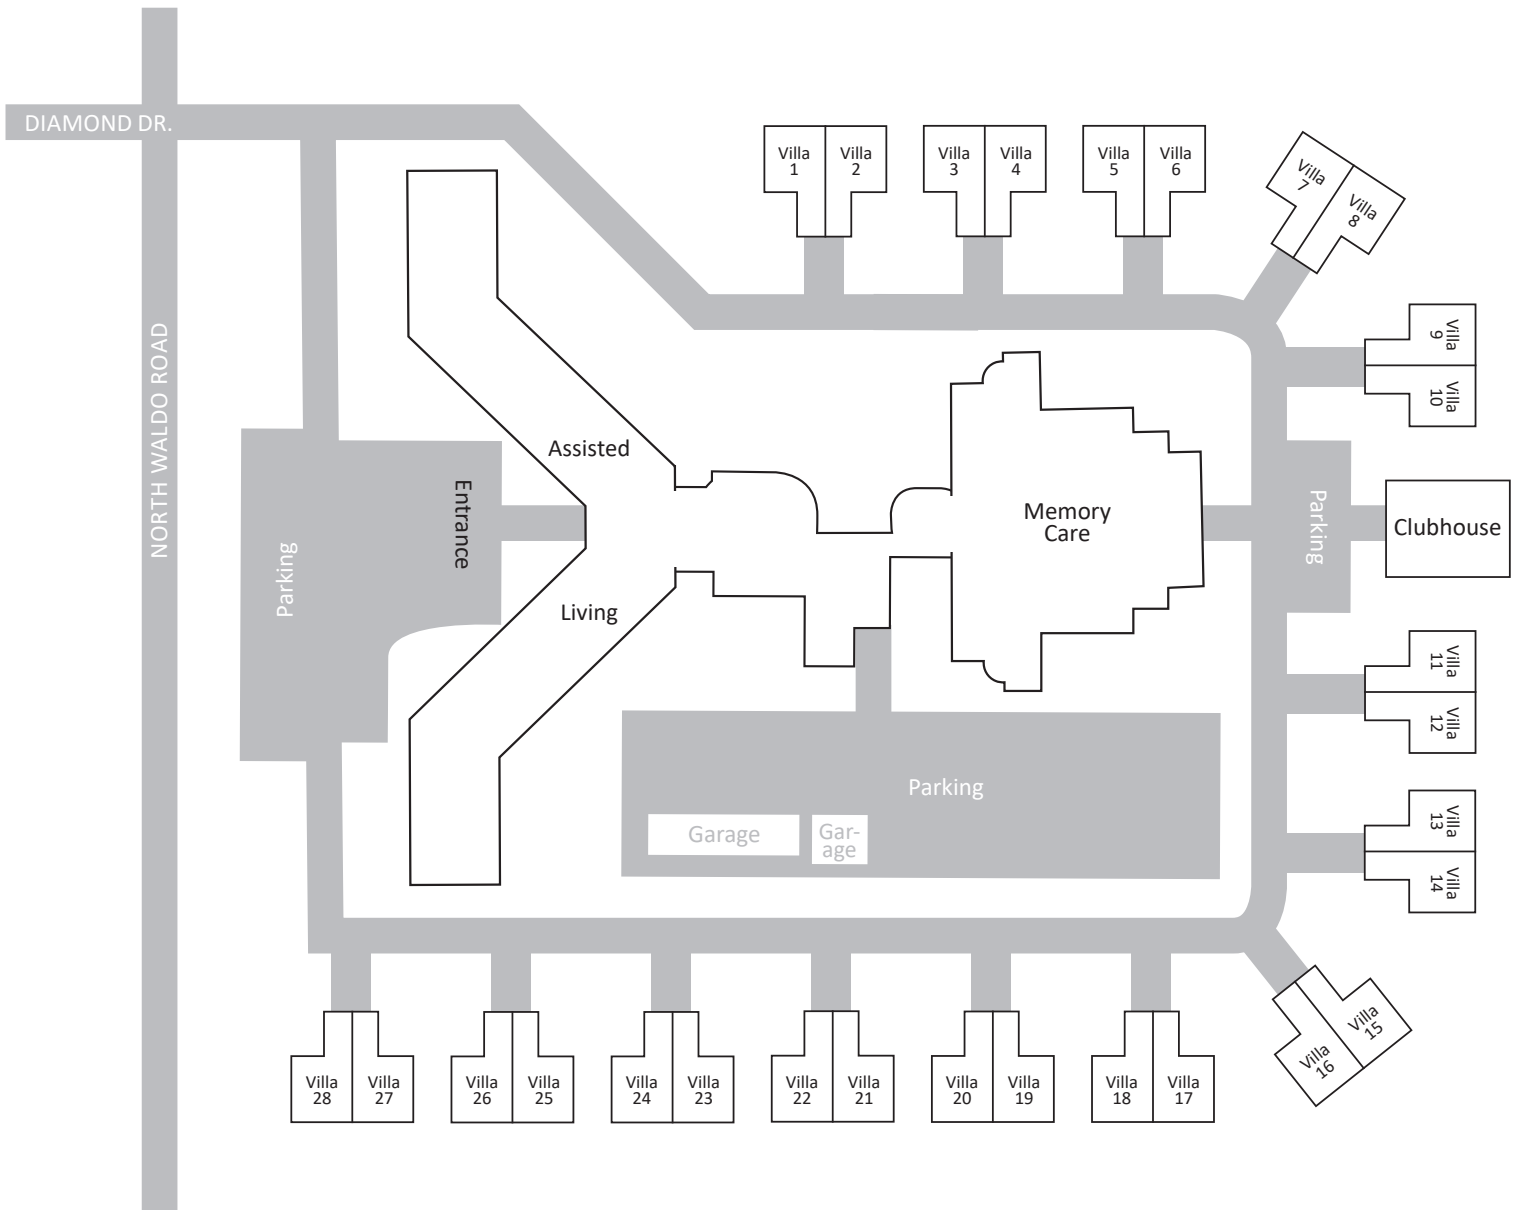 DIAMOND DR.
NORTH WALDO ROAD
Villa
1
Villa
2
Villa
3
Villa
4
Villa
5
Villa
6
Villa
7
Villa
8
Villa
9
Villa
10
Assisted
Living
Entrance
Parking
Memory
Care
Parking
Clubhouse
Villa
11
Villa
12
Parking
Garage
Gar-
age
Villa
13
Villa
14
Villa
15
Villa
16
Villa
28
Villa
27
Villa
26
Villa
25
Villa
24
Villa
23
Villa
22
Villa
21
Villa
20
Villa
19
Villa
18
Villa
17